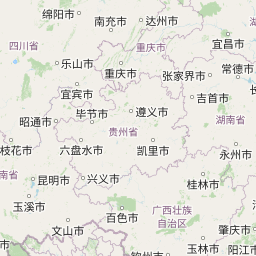 绵阳市
南充市
达州市
宜昌市
四川省
重庆市
乐山市
重庆市
张家界市
常德市
宜宾市
吉首市
毕节市
遵义市
湖南省
昭通市
贵州省
枝花市
六盘水市
凯里市
永州市
南省
昆明市
兴义市
桂林市
玉溪市
百色市
广西壮族
自治区
肇庆市
文山市
钦州市
玉林市
阳江市